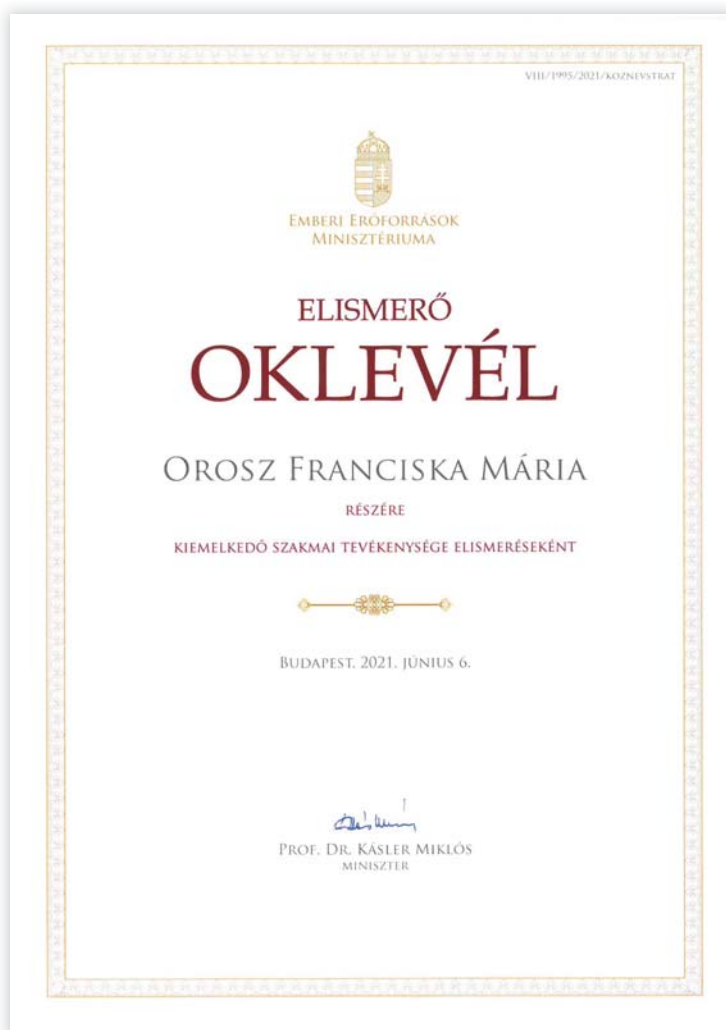 VIII/1995/2021/KOZNEVSTRAT
EMBERI ERŐFORRÁSOK
MINISZTÉRIUMA
ELISMERŐ
OKLEVÉL
OROSZ FRANCISKA MÁRIA
RÉSZÉRE
KIEMELKEDŐ SZAKMAI TEVÉKENYSÉGE ELISMERÉSEKÉNT
BUDAPEST, 2021. JÚNIUS 6.
PROF. DR. KÁSLER MIKLÓS
MINISZTER